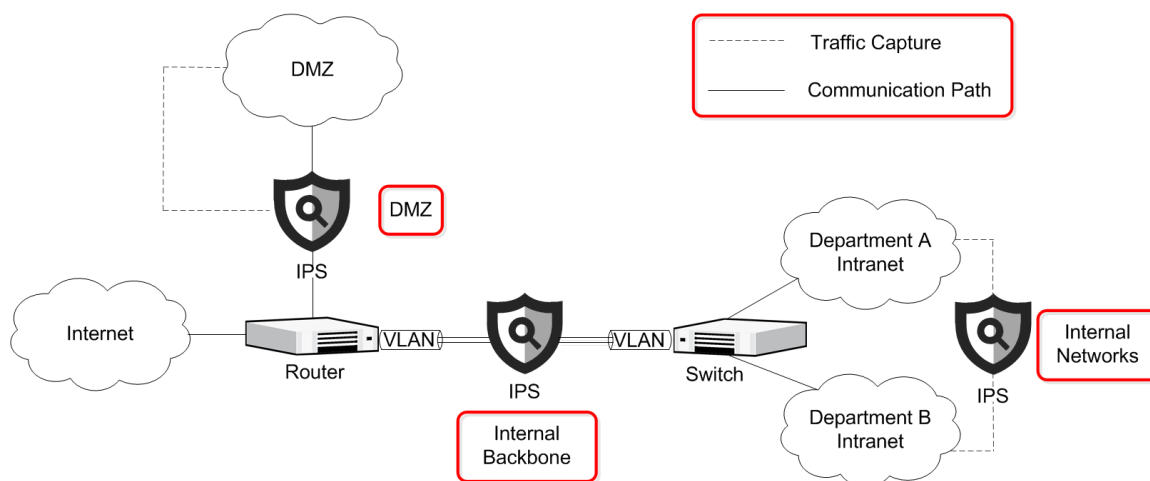 Traffic Capture
Communication Path
DMZ
DMZ
IPS
Internet
Router
VLAN
IPS
Internal
Backbone
VLAN
Switch
Department A
Intranet
Department B
Intranet
IPS
Internal
Networks